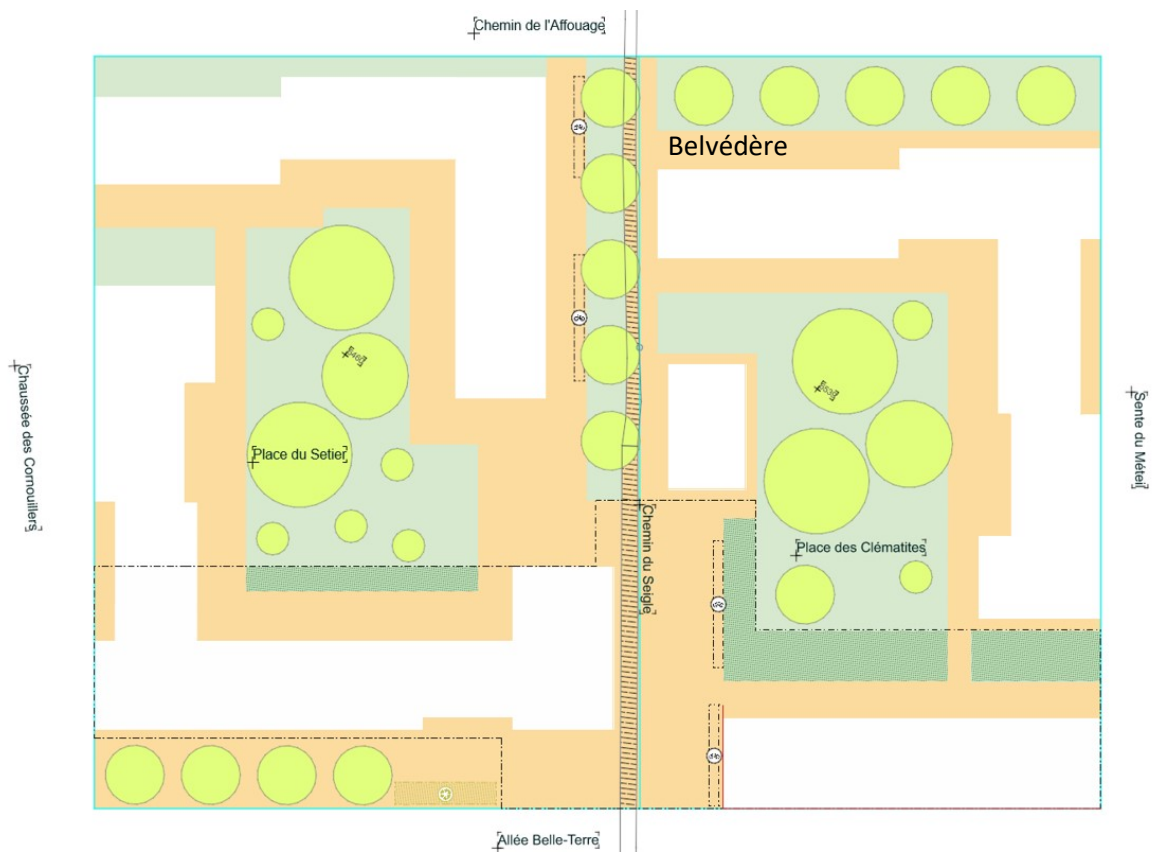 Chemin de l'Affouage
Belvédère
Chaussée des Cornouillers
Place du Setier
Sente du Méteil
Chemin du Seigle
Place des Clématites
Allée Belle-Terre